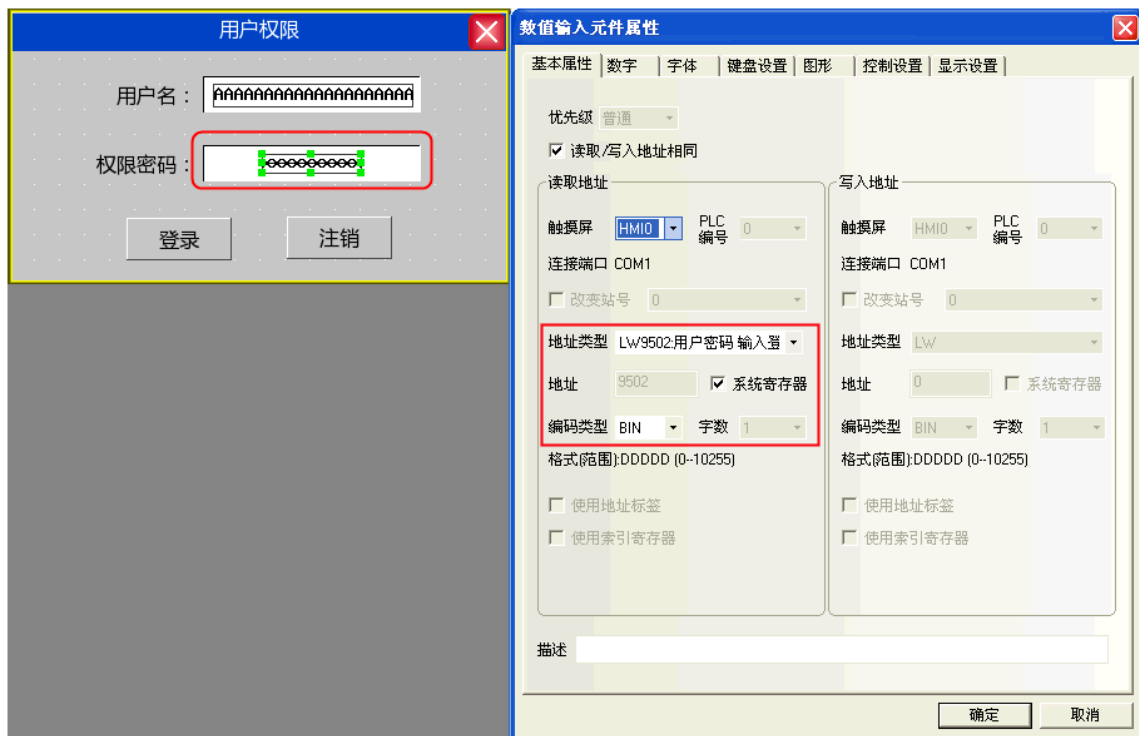 用户权限
用户名： AAAAAAAAAAAAAAAAAAAA
权限密码：
登录 注销
数值输入元件属性
基本属性 数字 字体 键盘设置 图形 控制设置 显示设置
优先级 普通
读取/写入地址相同
读取地址
触摸屏 HMI0 PLC编号 0
连接端口 COM1
改变站号 0
地址类型 LW9502:用户密码 输入登
地址 9502 系统寄存器
编码类型 BIN 字数 1
格式(范围):DDDDD (0--10255)
使用地址标签
使用索引寄存器
写入地址
触摸屏 HMI0 PLC编号 0
连接端口 COM1
改变站号 0
地址类型 LW
地址 0 系统寄存器
编码类型 BIN 字数 1
格式(范围):DDDDD (0--10255)
使用地址标签
使用索引寄存器
描述
确定 取消